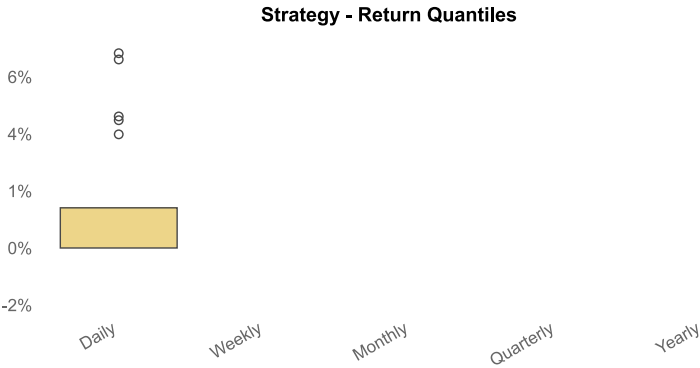 Strategy - Return Quantiles
6%
4%
1%
0%
-2%
Daily
Weekly
Monthly
Quarterly
Yearly